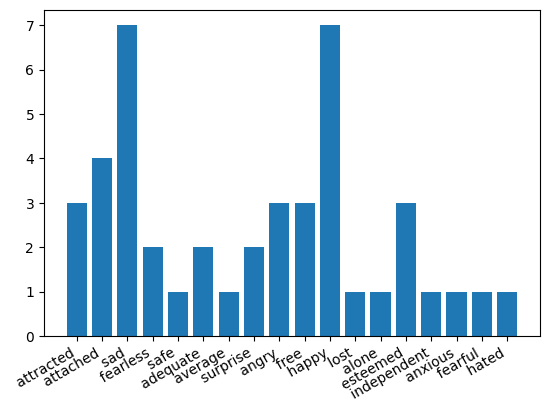 7
6
5
4
3
2
1
0
attracted
attached
sad
fearless
safe
adequate
average
surprise
angry
free
happy
lost
alone
esteemed
independent
anxious
fearful
hated